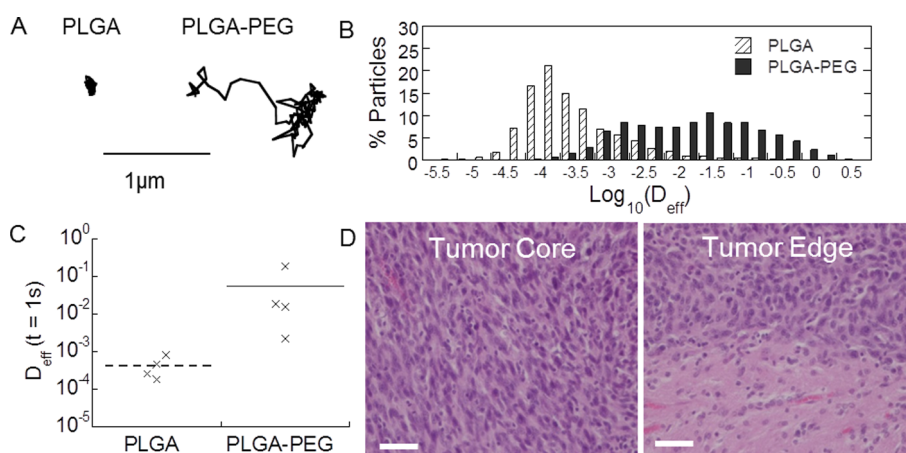 A
PLGA PLGA-PEG
1µm
B
% Particles
30
25
20
15
10
5
0
PLGA
PLGA-PEG
-5.5 -5 -4.5 -4 -3.5 -3 -2.5 -2 -1.5 -1 -0.5 0 0.5
Log10(Deff)
C
Deff (t = 1s)
10^0
10^-1
10^-2
10^-3
10^-4
10^-5
PLGA PLGA-PEG
D
Tumor Core
Tumor Edge